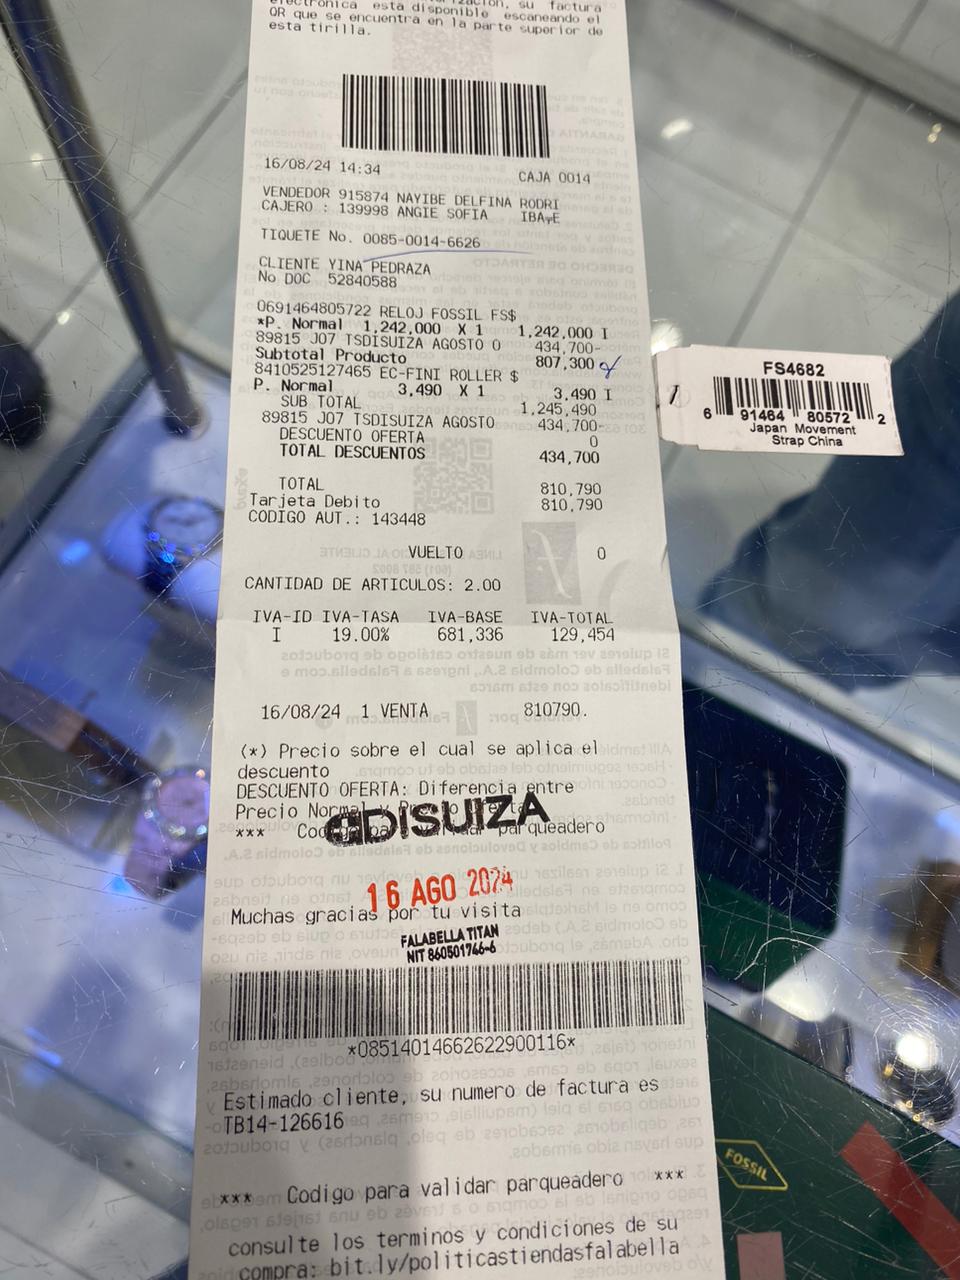 electronica esta disponible escaneando el
QR que se encuentra en la parte superior de
esta tirilla.
16/08/24 14:34 CAJA 0014
VENDEDOR 915874 NAYIBE DELFINA RODRI
CAJERO : 139998 ANGIE SOFIA IBATE
TIQUETE No. 0085-0014-6626
CLIENTE YINA PEDRAZA
No DOC 52840588
0691464805722 RELOJ FOSSIL FS$
*P. Normal 1,242,000 X 1 1,242,000 I
89815 J07 TSDISUIZA AGOSTO 0 434,700-
Subtotal Producto 807,300
8410525127465 EC-FINI ROLLER $
P. Normal 3,490 X 1 3,490 I
SUB TOTAL 1,245,490
89815 J07 TSDISUIZA AGOSTO 434,700-
DESCUENTO OFERTA 0
TOTAL DESCUENTOS 434,700
TOTAL 810,790
Tarjeta Debito 810,790
CODIGO AUT.: 143448
VUELTO 0
CANTIDAD DE ARTICULOS: 2.00
IVA-ID IVA-TASA IVA-BASE IVA-TOTAL
I 19.00% 681,336 129,454
16/08/24 1 VENTA 810790.
(*) Precio sobre el cual se aplica el
descuento
DESCUENTO OFERTA: Diferencia entre
Precio Normal y Precio Oferta
*** Codigo para validar parqueadero
DISUIZA
16 AGO 2024
Muchas gracias por tu visita
FALABELLA TITAN
NIT 860501746-6
*08514014662622900116*
Estimado cliente, su numero de factura es
TB14-126616
*** Codigo para validar parqueadero ***
consulte los terminos y condiciones de su
compra: bit.ly/politicastiendasfalabella
FS4682
6 91464 80572 2
Japan Movement
Strap China
FOSSIL